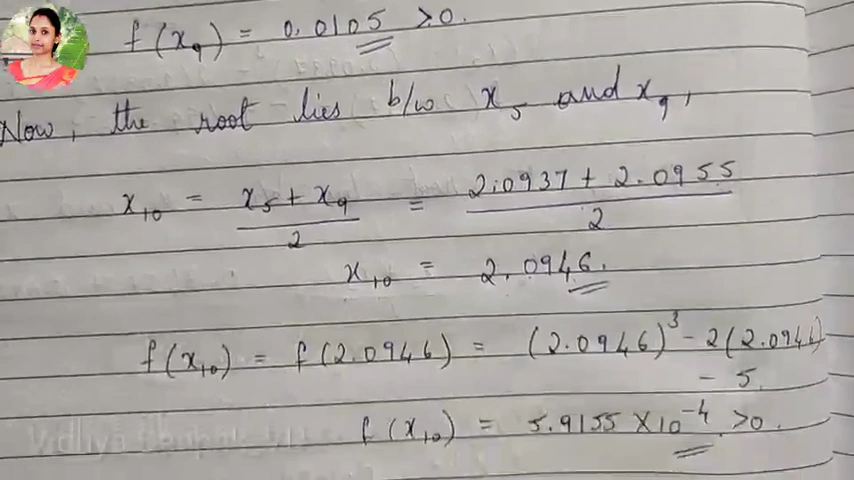 f(x₉) = 0.0105 >0.
Now, the root lies b/w x₅ and x₉,
x₁₀ = (x₅ + x₉)/2 = (2.0937 + 2.0955)/2
x₁₀ = 2.0946.
f(x₁₀) = f(2.0946) = (2.0946)³ - 2(2.0946)
- 5.
f(x₁₀) = 5.9155 × 10⁻⁴ >0.